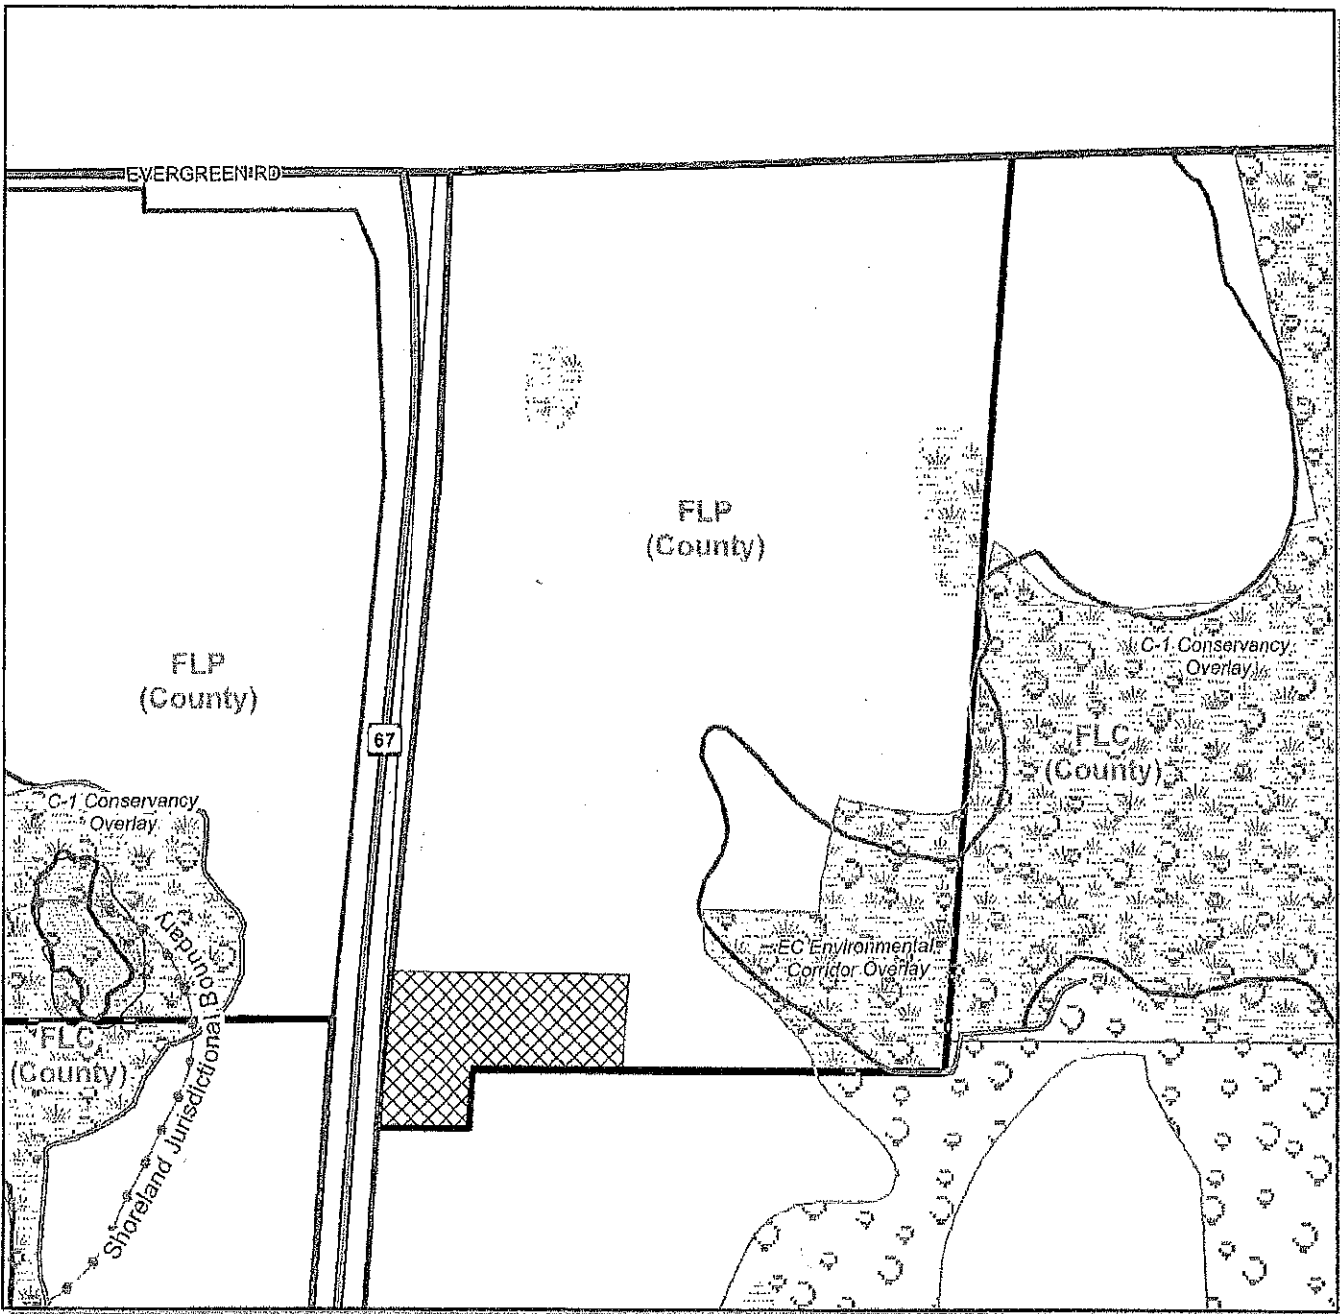 EVERGREEN RD
FLP
(County)
FLP
(County)
67
C-1 Conservancy
Overlay
FLC
(County)
C-1 Conservancy
Overlay
EC Environmental
Corridor Overlay
FLC
(County)
Shoreland Jurisdictional Boundary